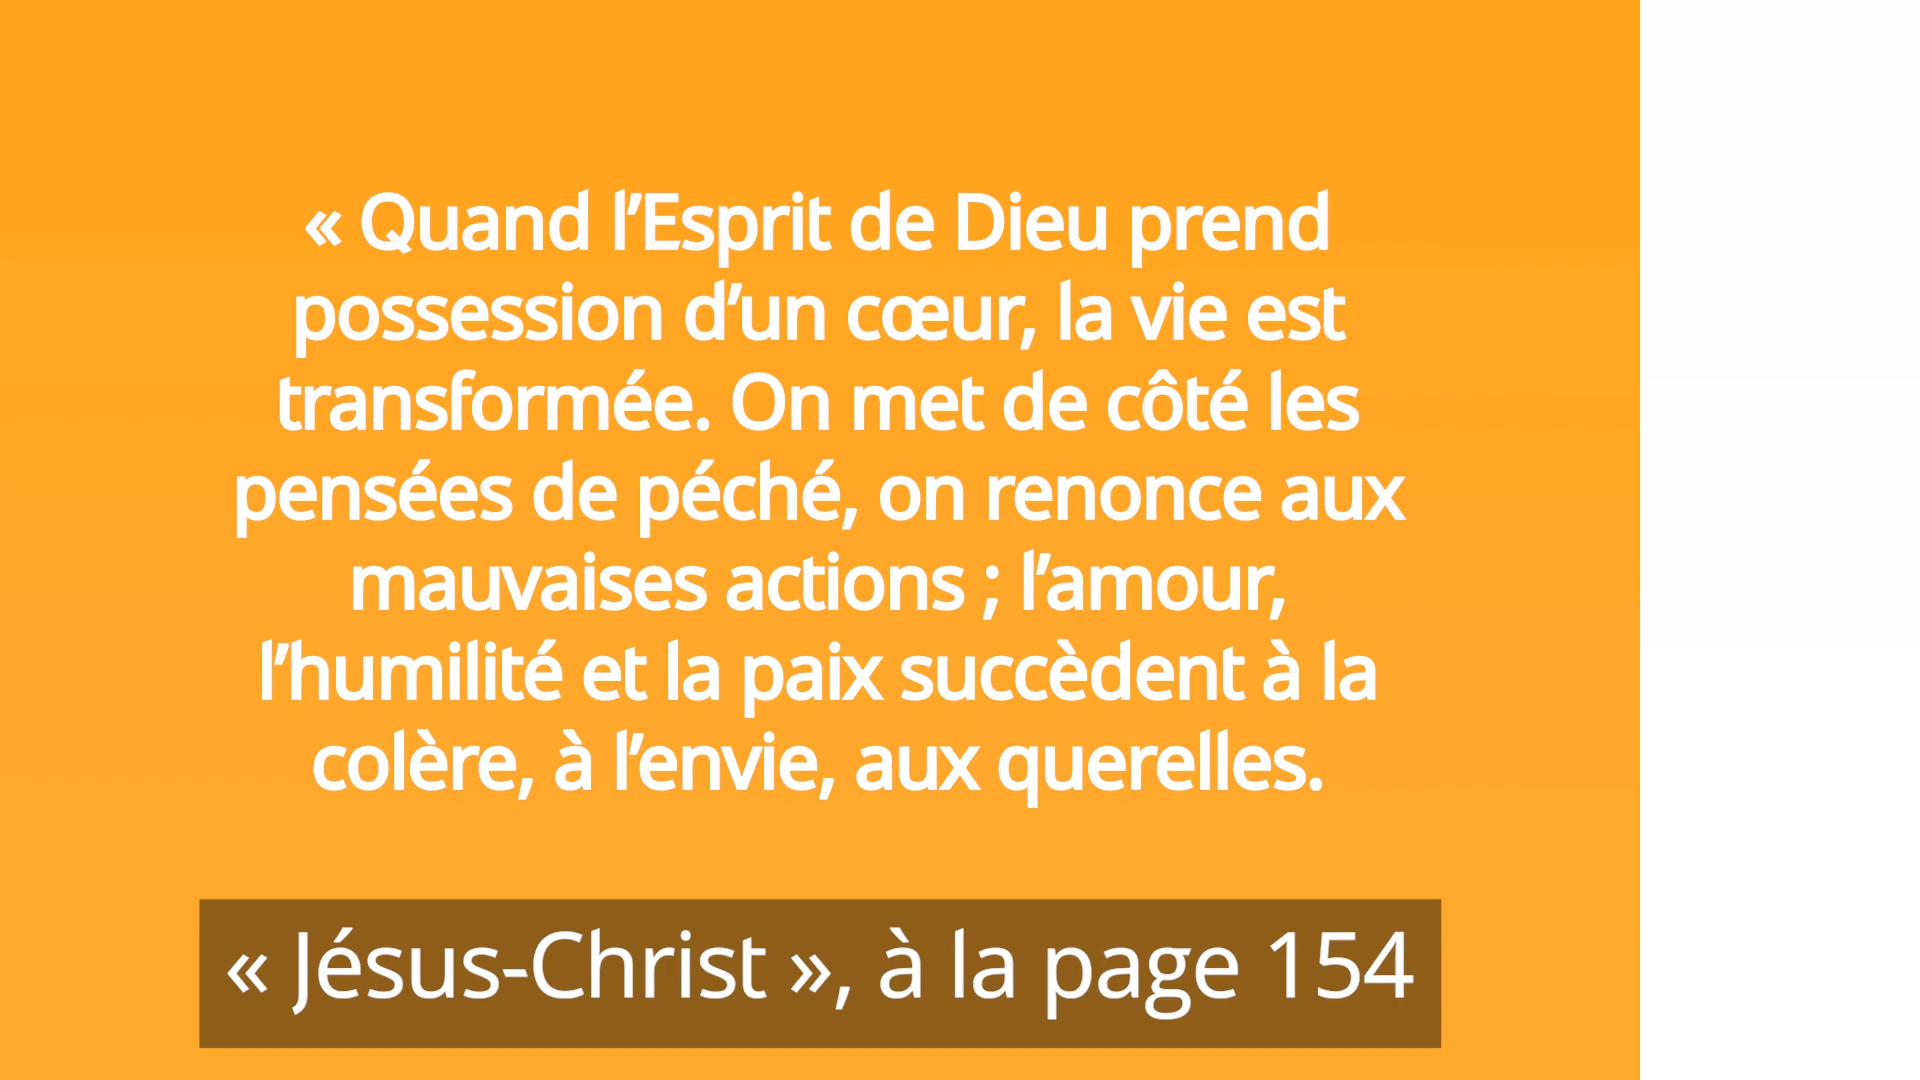 « Quand l’Esprit de Dieu prend
possession d’un cœur, la vie est
transformée. On met de côté les
pensées de péché, on renonce aux
mauvaises actions ; l’amour,
l’humilité et la paix succèdent à la
colère, à l’envie, aux querelles.
« Jésus-Christ », à la page 154